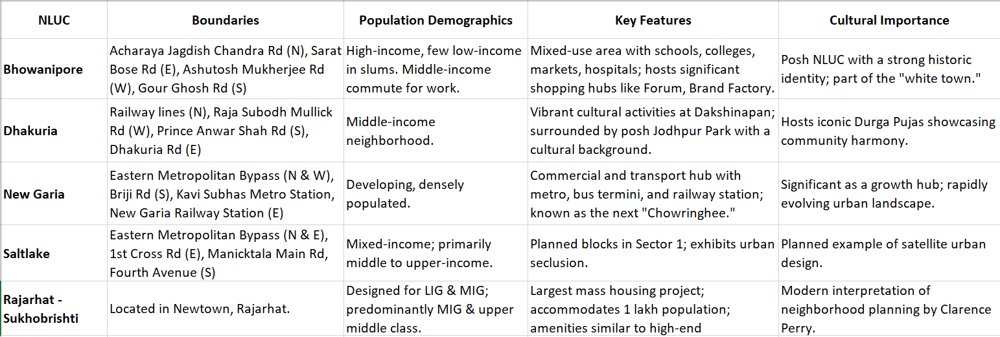 NLUC
Boundaries
Population Demographics
Key Features
Cultural Importance
Bhowanipore
Acharaya Jagdish Chandra Rd (N), Sarat
Bose Rd (E), Ashutosh Mukherjee Rd
(W), Gour Ghosh Rd (S)
High-income, few low-income
in slums. Middle-income
commute for work.
Mixed-use area with schools, colleges,
markets, hospitals; hosts significant
shopping hubs like Forum, Brand Factory.
Posh NLUC with a strong historic
identity; part of the "white town."
Dhakuria
Railway lines (N), Raja Subodh Mullick
Rd (W), Prince Anwar Shah Rd (S),
Dhakuria Rd (E)
Middle-income
neighborhood.
Vibrant cultural activities at Dakshinapan;
surrounded by posh Jodhpur Park with a
cultural background.
Hosts iconic Durga Pujas showcasing
community harmony.
New Garia
Eastern Metropolitan Bypass (N & W),
Briji Rd (S), Kavi Subhas Metro Station,
New Garia Railway Station (E)
Developing, densely
populated.
Commercial and transport hub with
metro, bus termini, and railway station;
known as the next "Chowringhee."
Significant as a growth hub; rapidly
evolving urban landscape.
Saltlake
Eastern Metropolitan Bypass (N & E),
1st Cross Rd (E), Manicktala Main Rd,
Fourth Avenue (S)
Mixed-income; primarily
middle to upper-income.
Planned blocks in Sector 1; exhibits urban
seclusion.
Planned example of satellite urban
design.
Rajarhat -
Sukhobrishti
Located in Newtown, Rajarhat.
Designed for LIG & MIG;
predominantly MIG & upper
middle class.
Largest mass housing project;
accommodates 1 lakh population;
amenities similar to high-end
Modern interpretation of
neighborhood planning by Clarence
Perry.